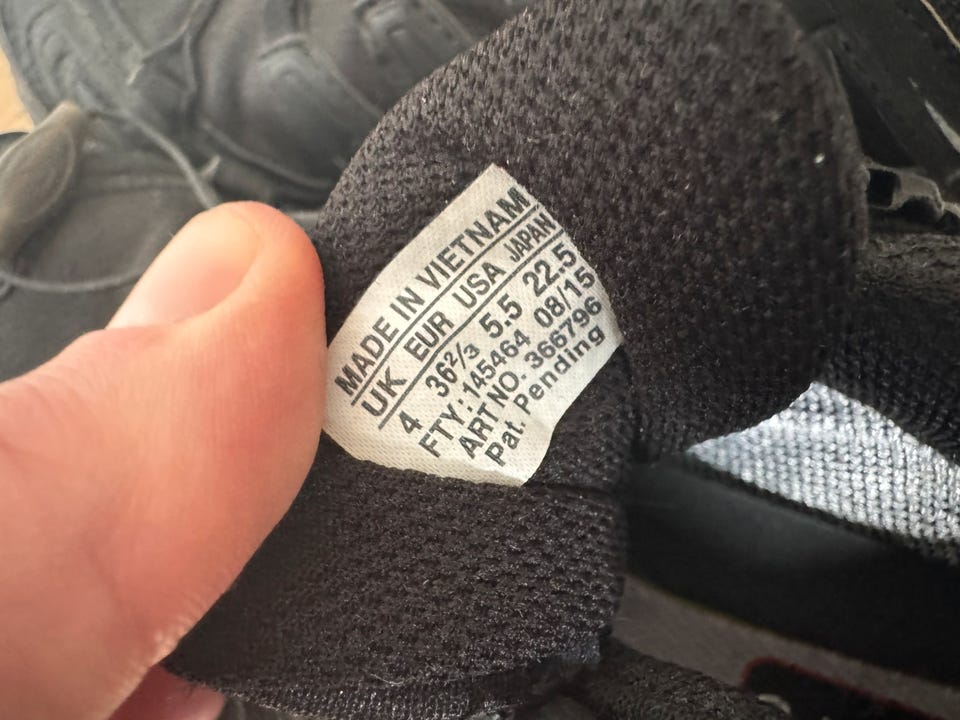 MADE IN VIETNAM
UK EUR USA JAPAN
4 36²/₃ 5.5 22.5
FTY: 145464 08/15
ART NO. 366796
Pat. Pending